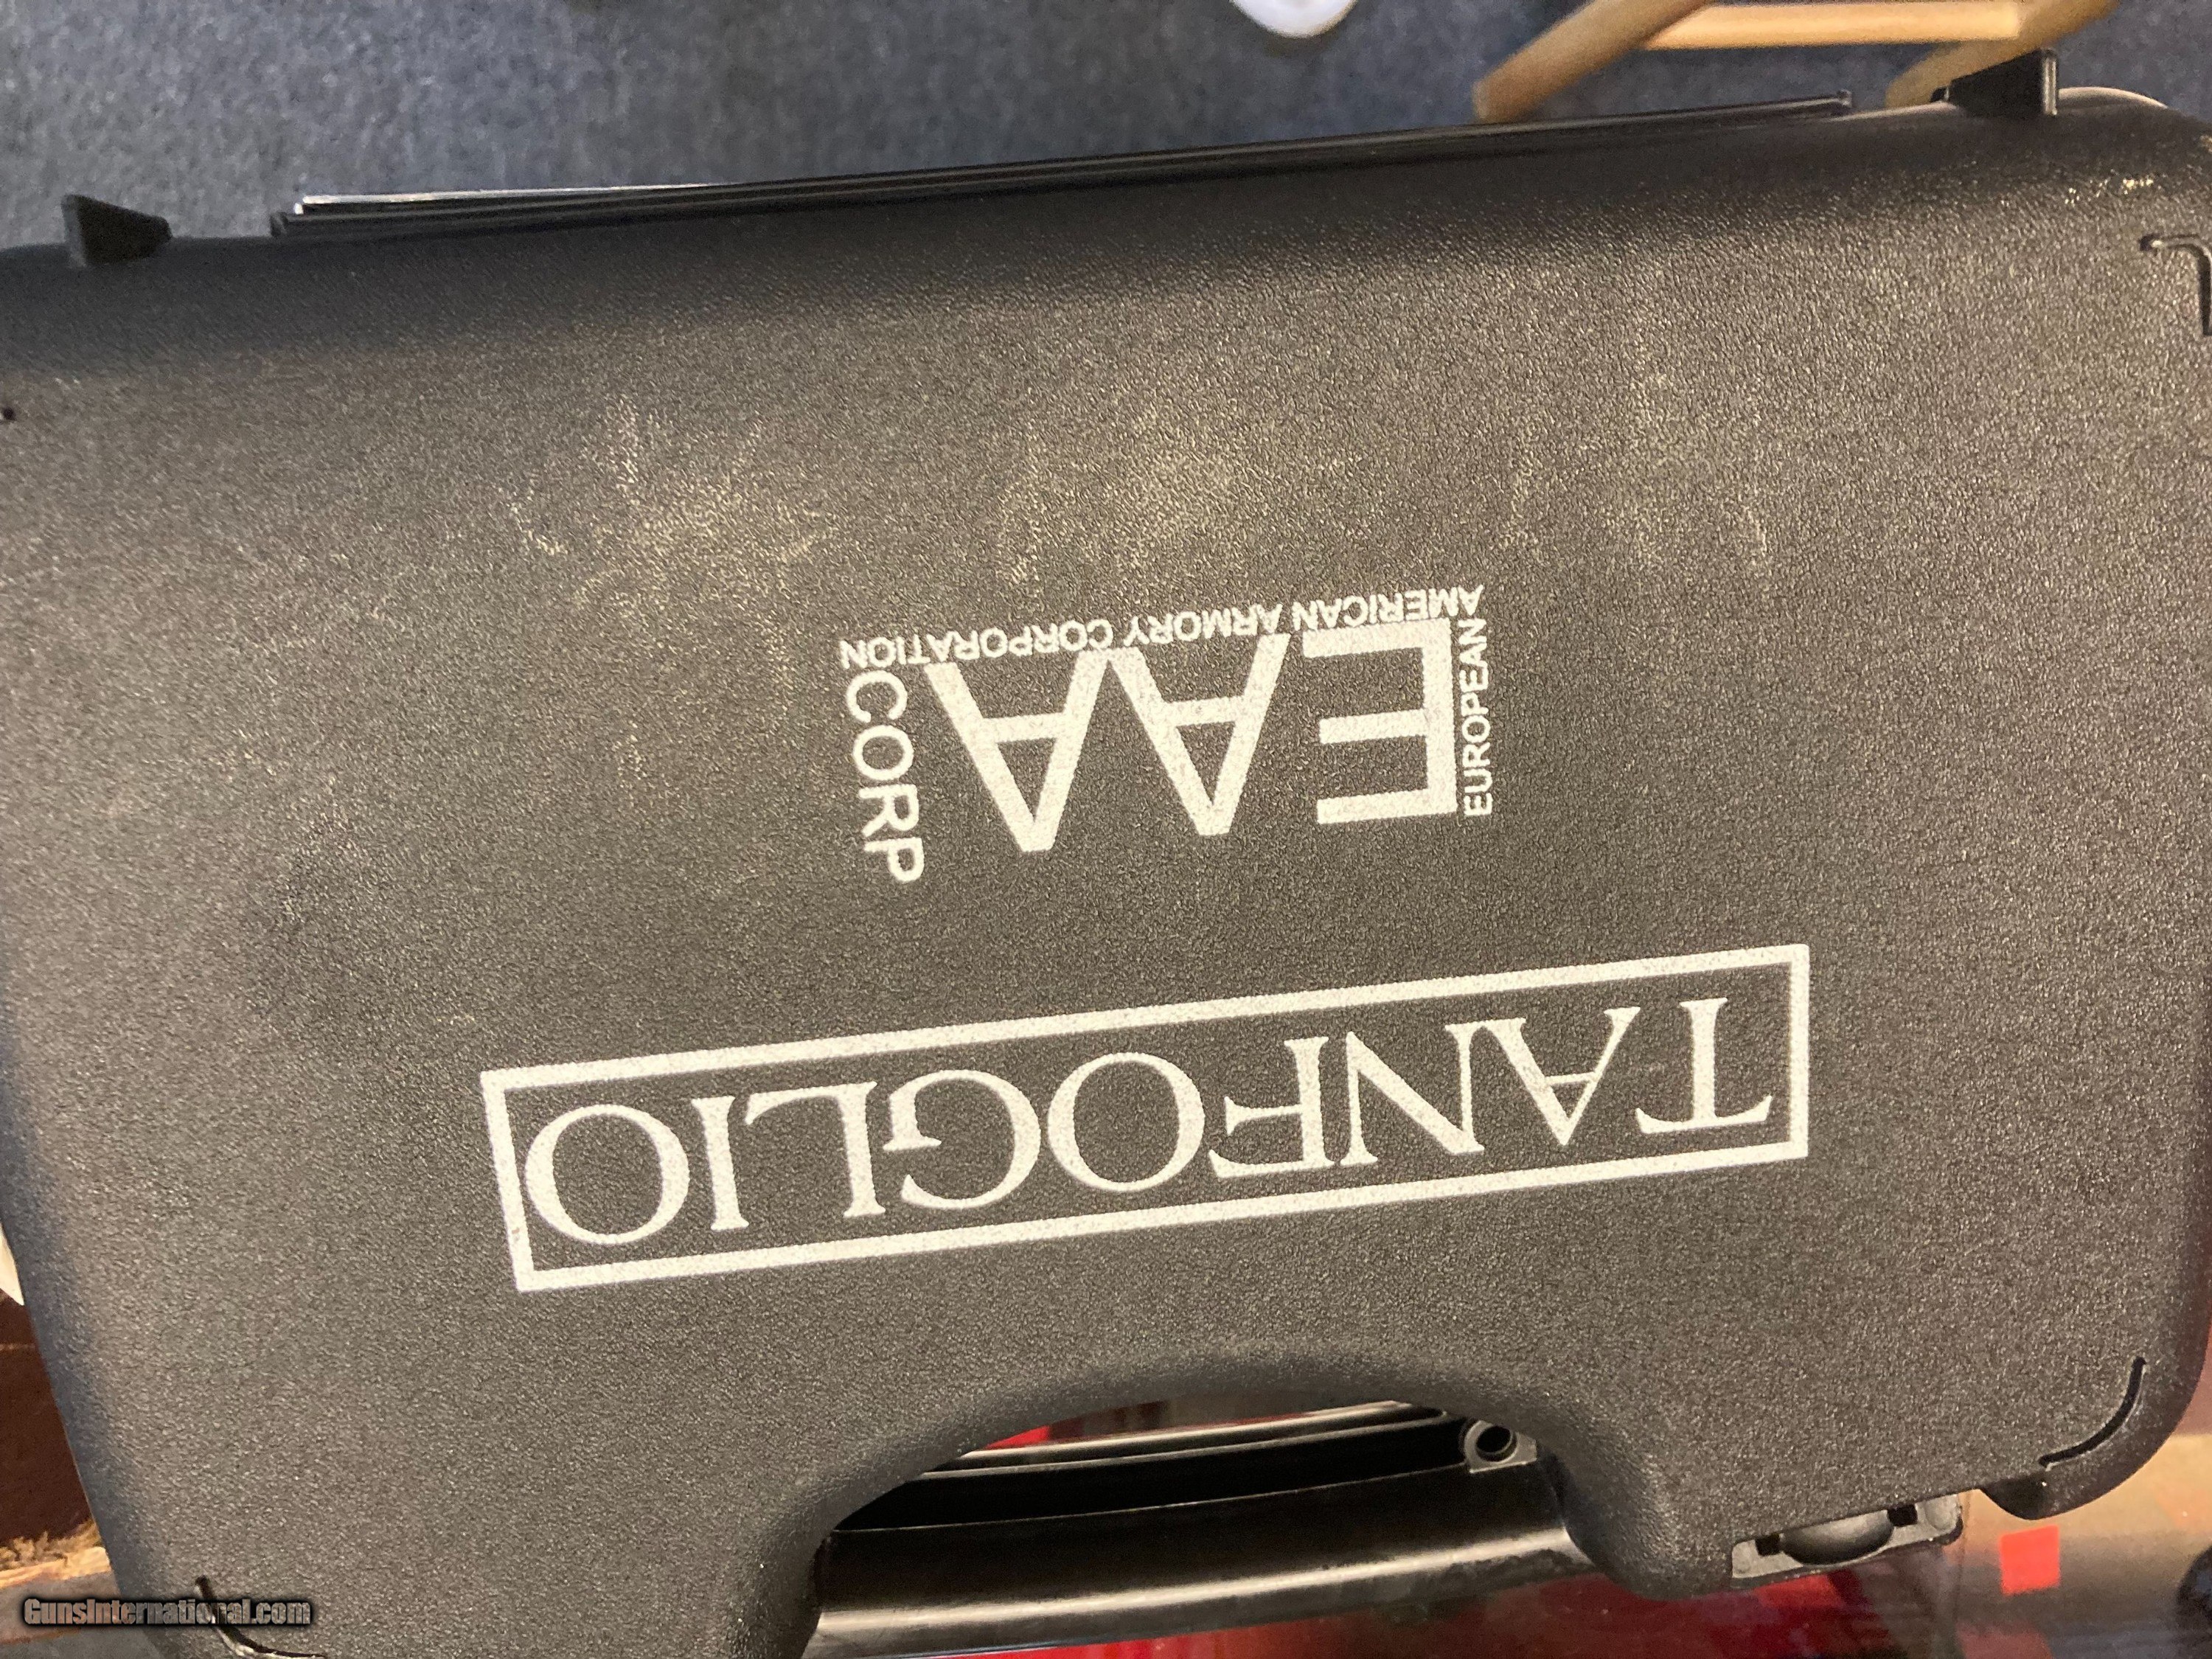 TANFOGLIO
EAA CORP
EUROPEAN
AMERICAN ARMORY CORPORATION
GunsInternational.com